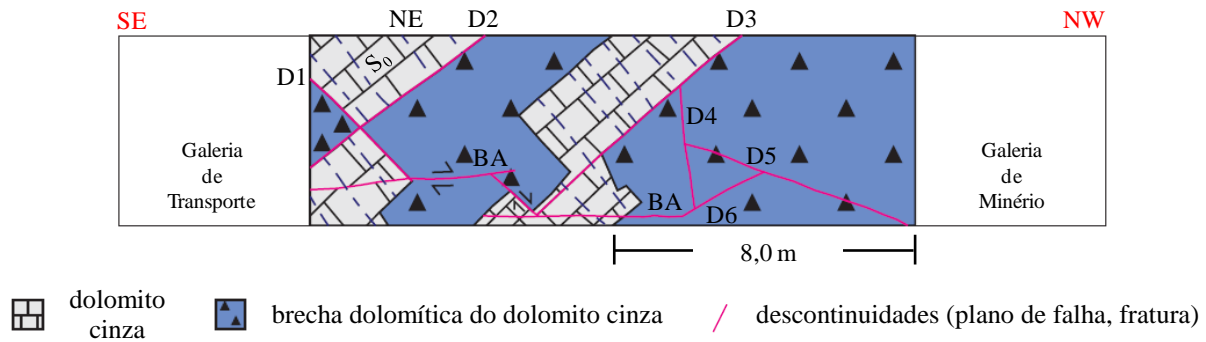 SE NE D2 D3 NW
D1 S₀
D4
BA D5
BA D6
Galeria
de
Transporte
Galeria
de
Minério
8,0 m
dolomito
cinza
brecha dolomítica do dolomito cinza
descontinuidades (plano de falha, fratura)